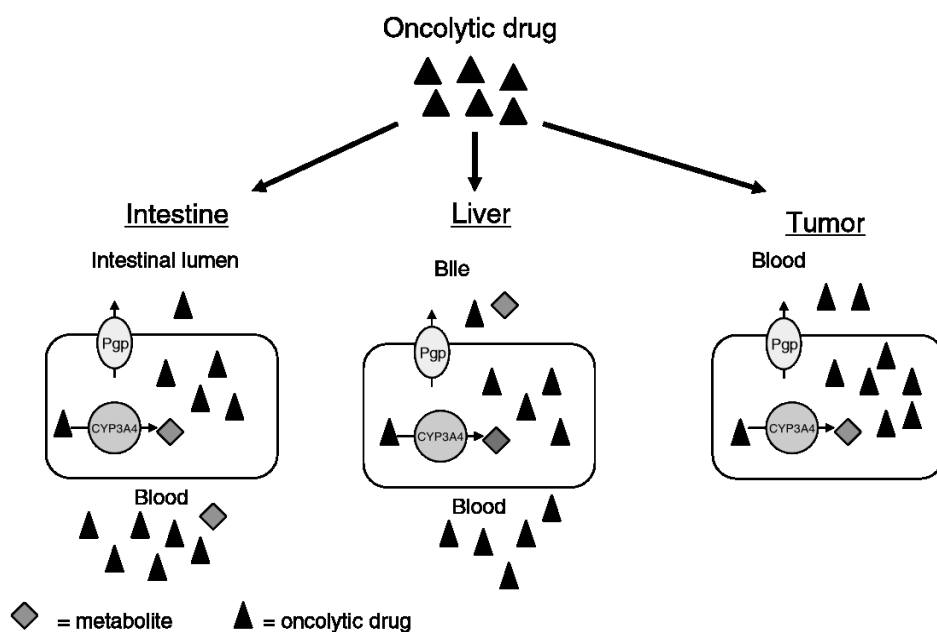 Oncolytic drug
Intestine
Liver
Tumor
Intestinal lumen
Blle
Blood
Pgp
Pgp
Pgp
CYP3A4
CYP3A4
CYP3A4
Blood
Blood
= metabolite
= oncolytic drug